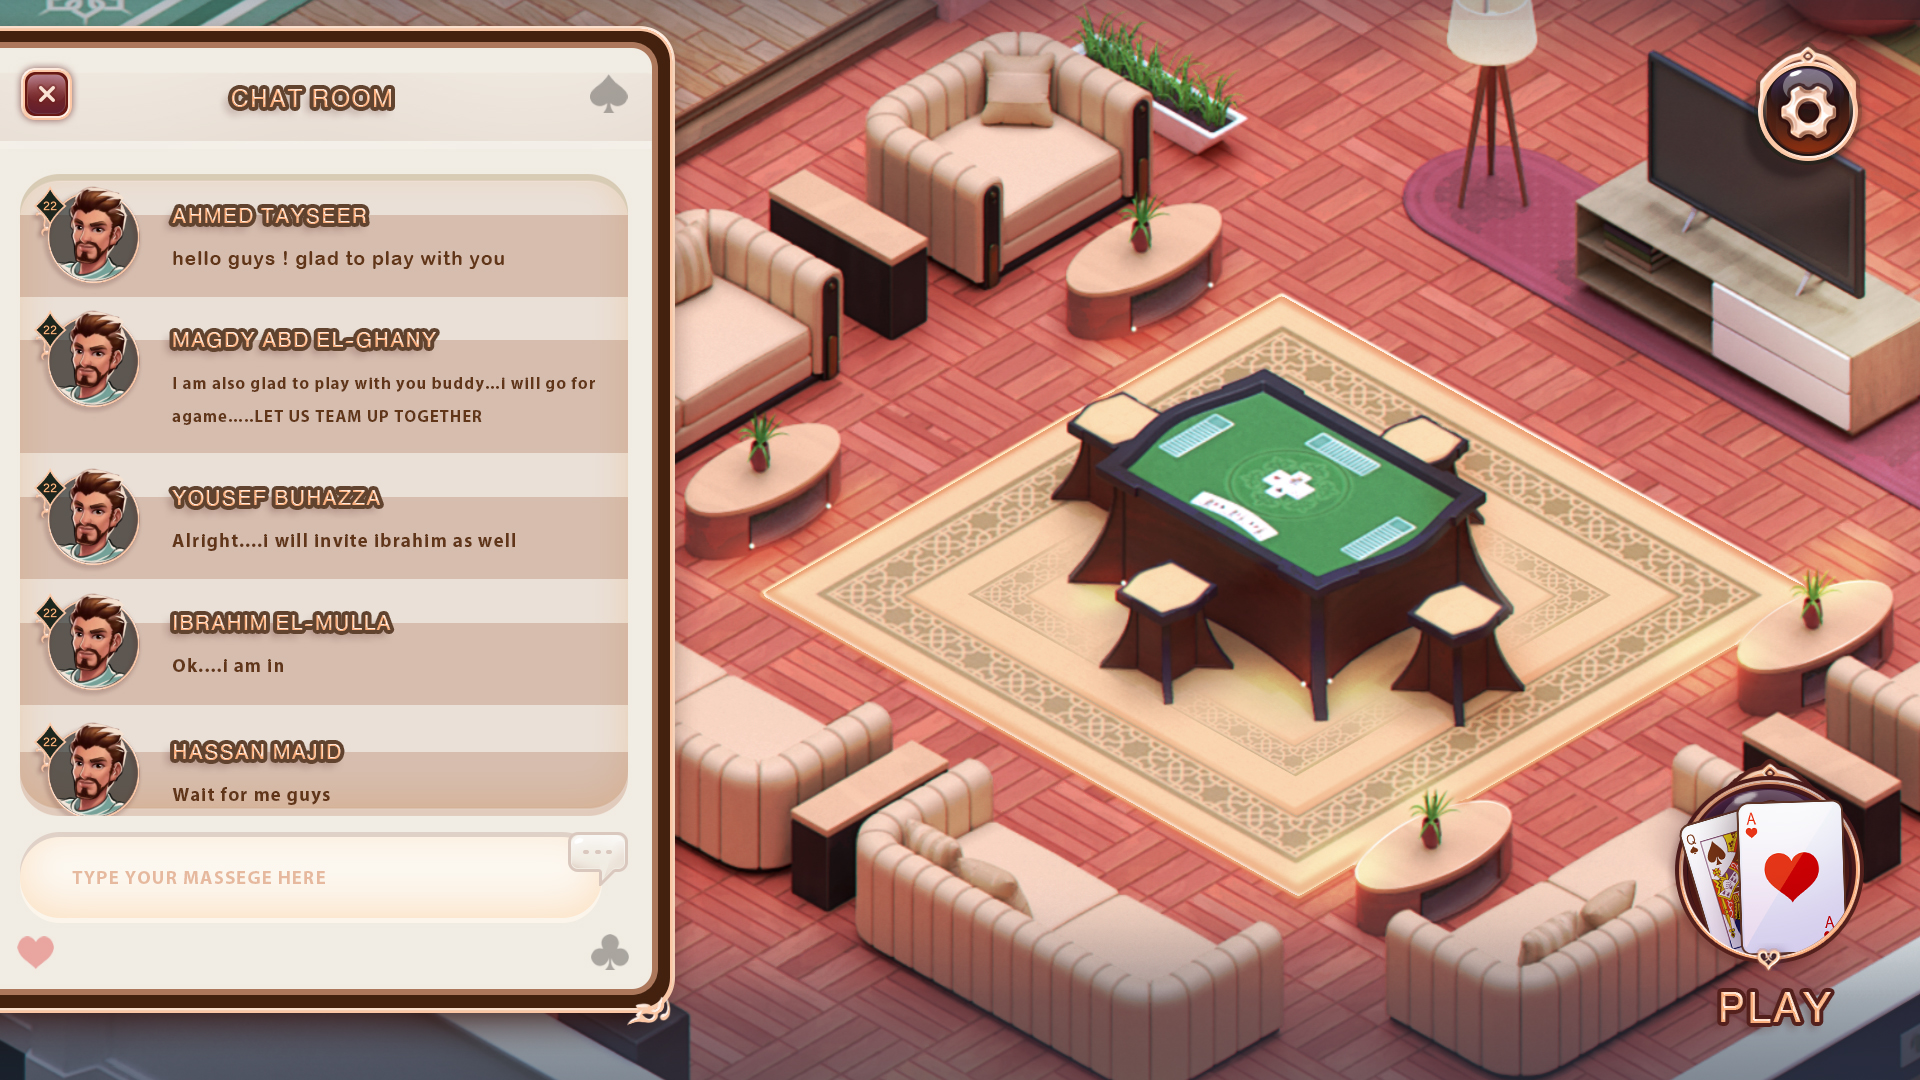 CHAT ROOM
22
AHMED TAYSEER
hello guys ! glad to play with you
22
MAGDY ABD EL-GHANY
I am also glad to play with you buddy...i will go for
agame.....LET US TEAM UP TOGETHER
22
YOUSEF BUHAZZA
Alright....i will invite ibrahim as well
22
IBRAHIM EL-MULLA
Ok....i am in
22
HASSAN MAJID
Wait for me guys
TYPE YOUR MASSEGE HERE
Q
A
A
PLAY